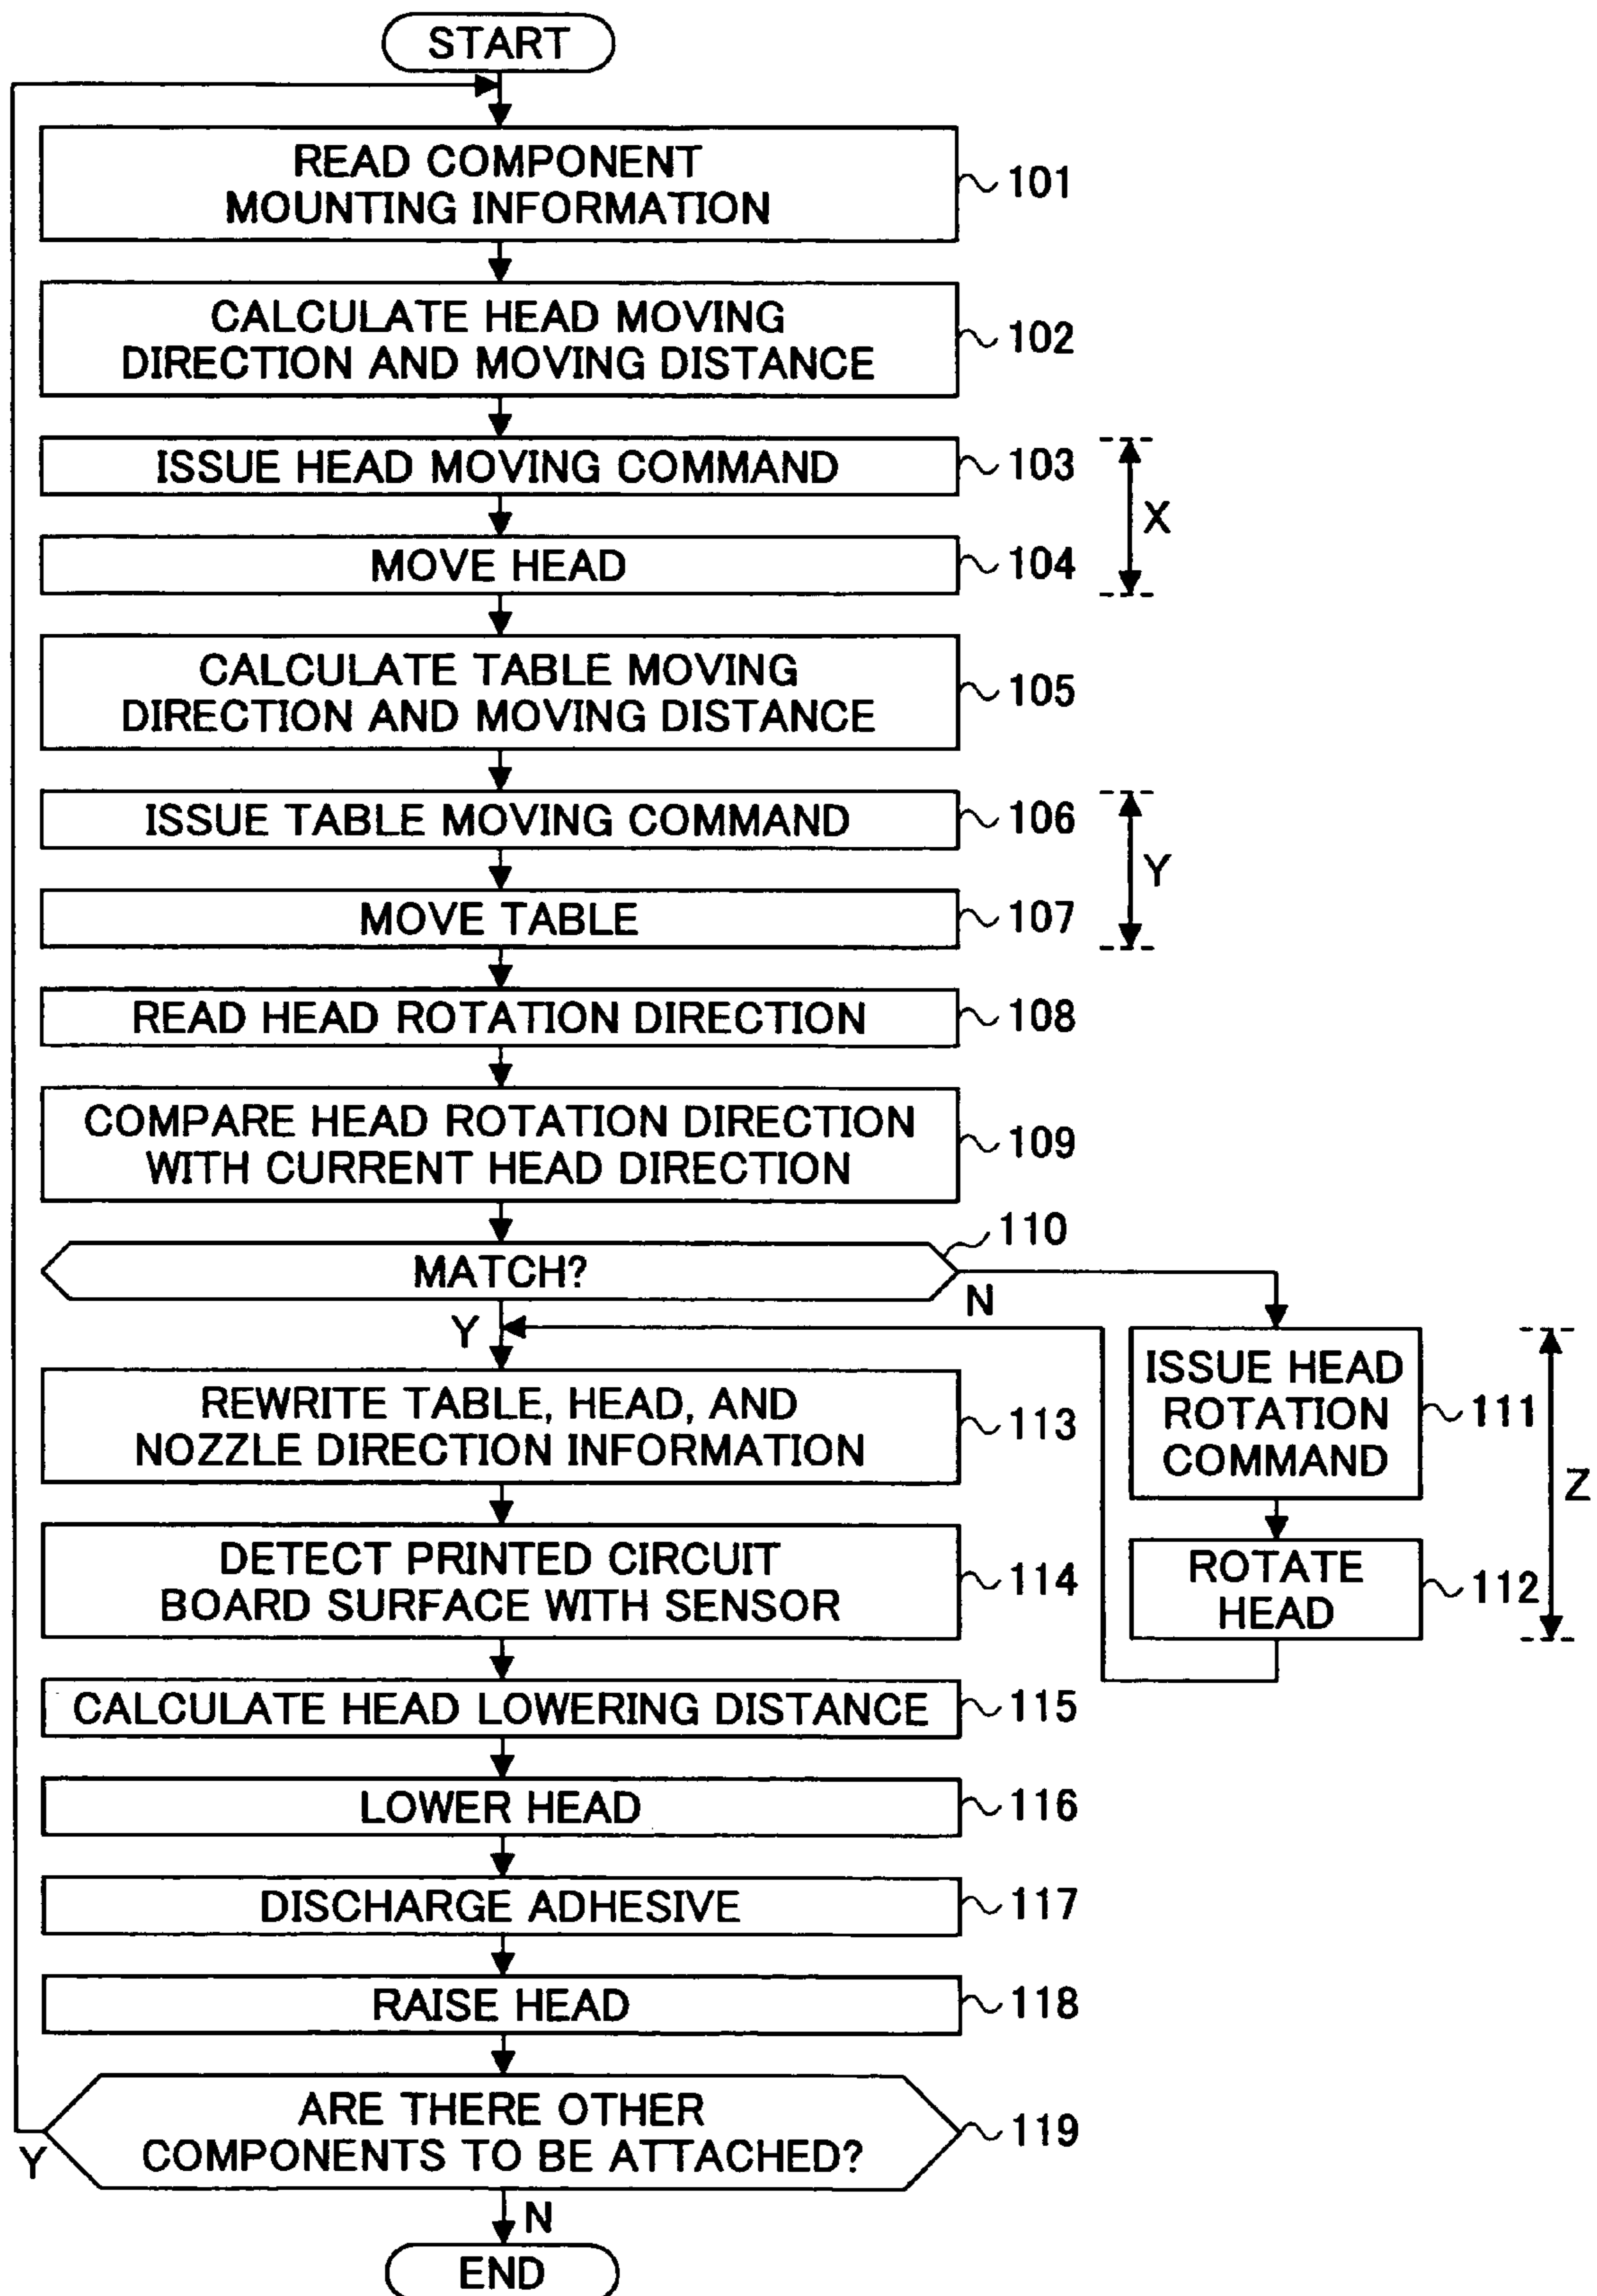 START
READ COMPONENT
MOUNTING INFORMATION
101
CALCULATE HEAD MOVING
DIRECTION AND MOVING DISTANCE
102
ISSUE HEAD MOVING COMMAND
103
X
MOVE HEAD
104
CALCULATE TABLE MOVING
DIRECTION AND MOVING DISTANCE
105
ISSUE TABLE MOVING COMMAND
106
Y
MOVE TABLE
107
READ HEAD ROTATION DIRECTION
108
COMPARE HEAD ROTATION DIRECTION
WITH CURRENT HEAD DIRECTION
109
MATCH?
110
N
Y
ISSUE HEAD
ROTATION
COMMAND
111
Z
ROTATE
HEAD
112
REWRITE TABLE, HEAD, AND
NOZZLE DIRECTION INFORMATION
113
DETECT PRINTED CIRCUIT
BOARD SURFACE WITH SENSOR
114
CALCULATE HEAD LOWERING DISTANCE
115
LOWER HEAD
116
DISCHARGE ADHESIVE
117
RAISE HEAD
118
ARE THERE OTHER
COMPONENTS TO BE ATTACHED?
119
Y
N
END